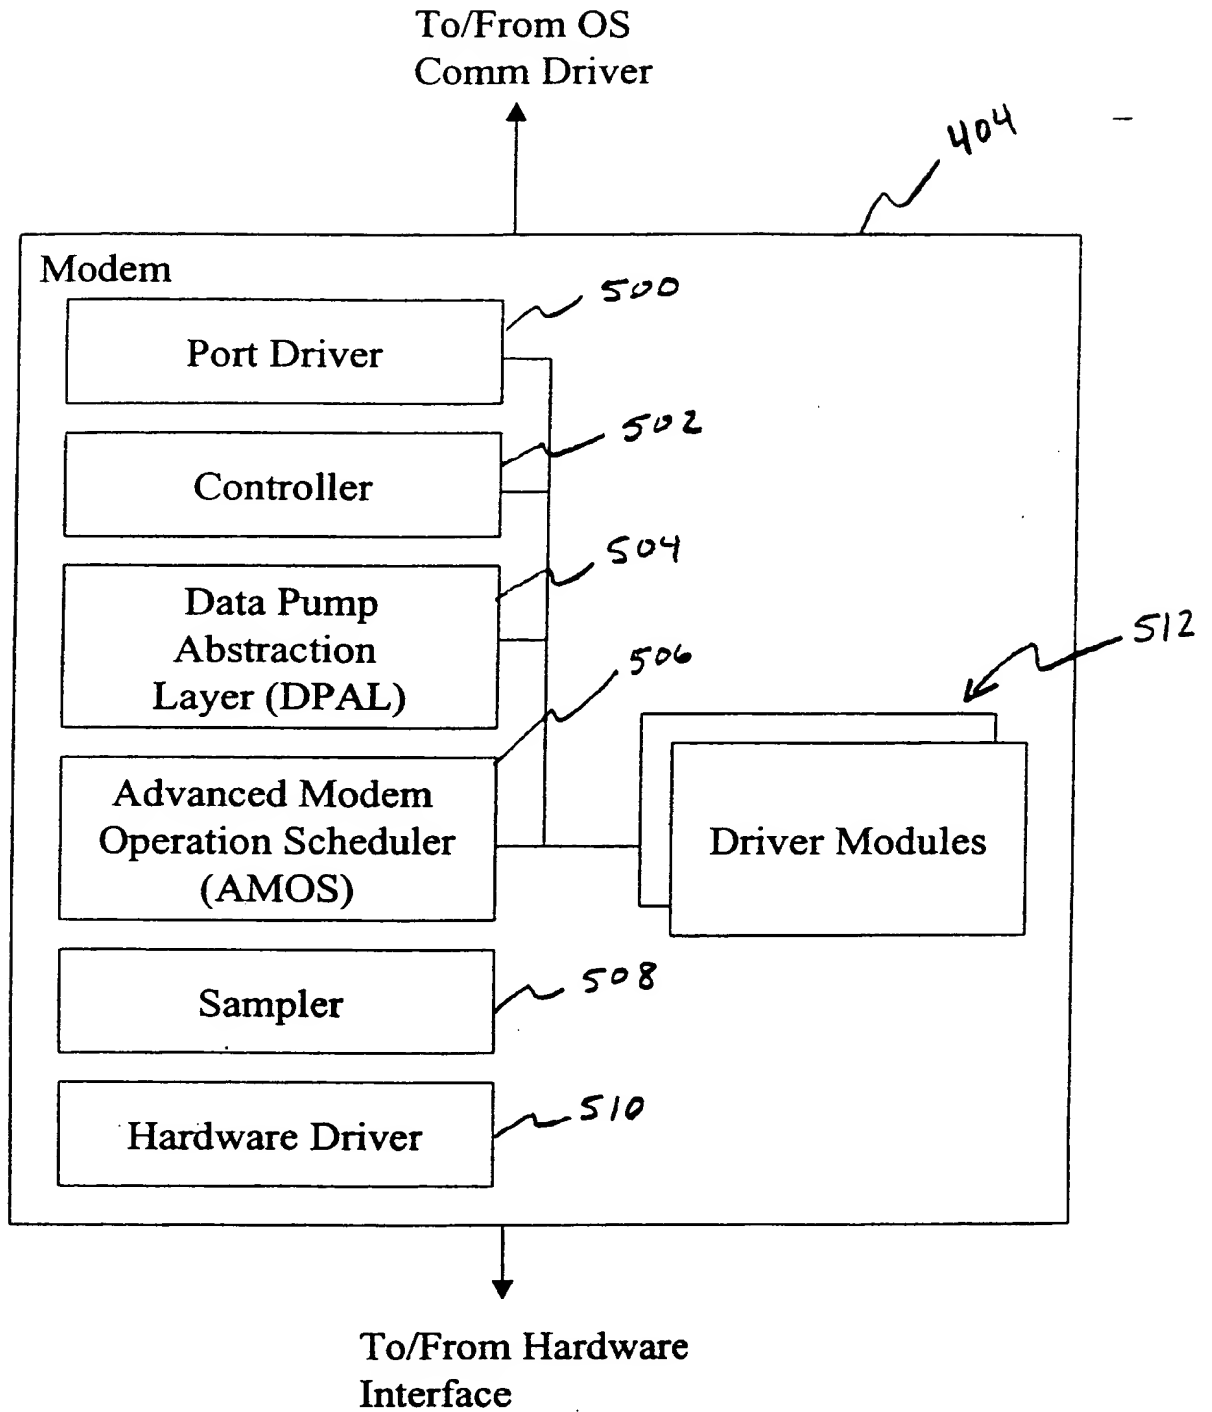 To/From OS
Comm Driver
404
Modem
500
Port Driver
502
Controller
504
Data Pump
Abstraction
Layer (DPAL)
506
512
Advanced Modem
Operation Scheduler
(AMOS)
Driver Modules
508
Sampler
510
Hardware Driver
To/From Hardware
Interface